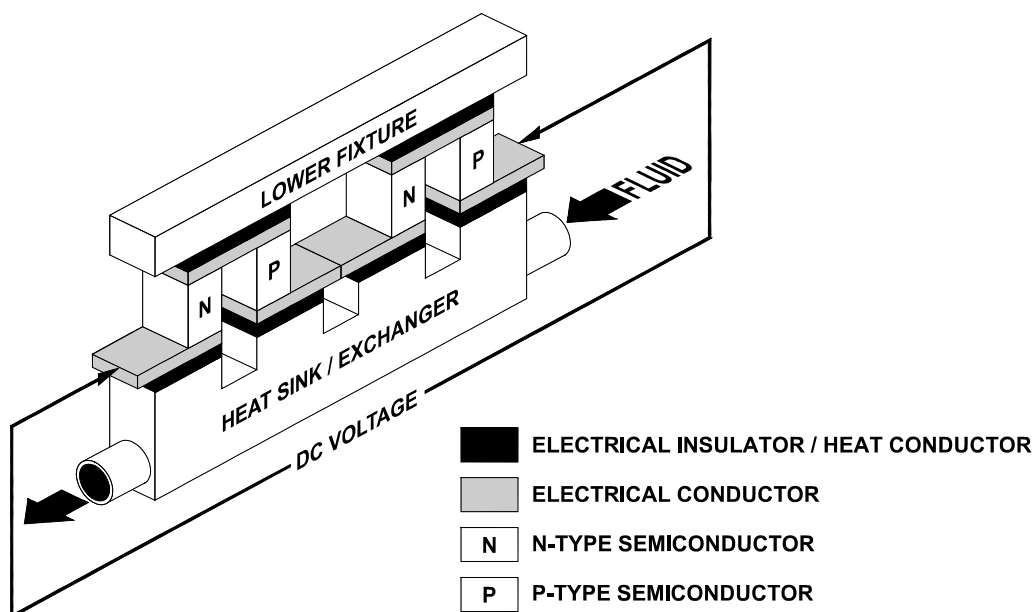 LOWER FIXTURE
P
N
FLUID
P
N
HEAT SINK / EXCHANGER
DC VOLTAGE
ELECTRICAL INSULATOR / HEAT CONDUCTOR
ELECTRICAL CONDUCTOR
N N-TYPE SEMICONDUCTOR
P P-TYPE SEMICONDUCTOR